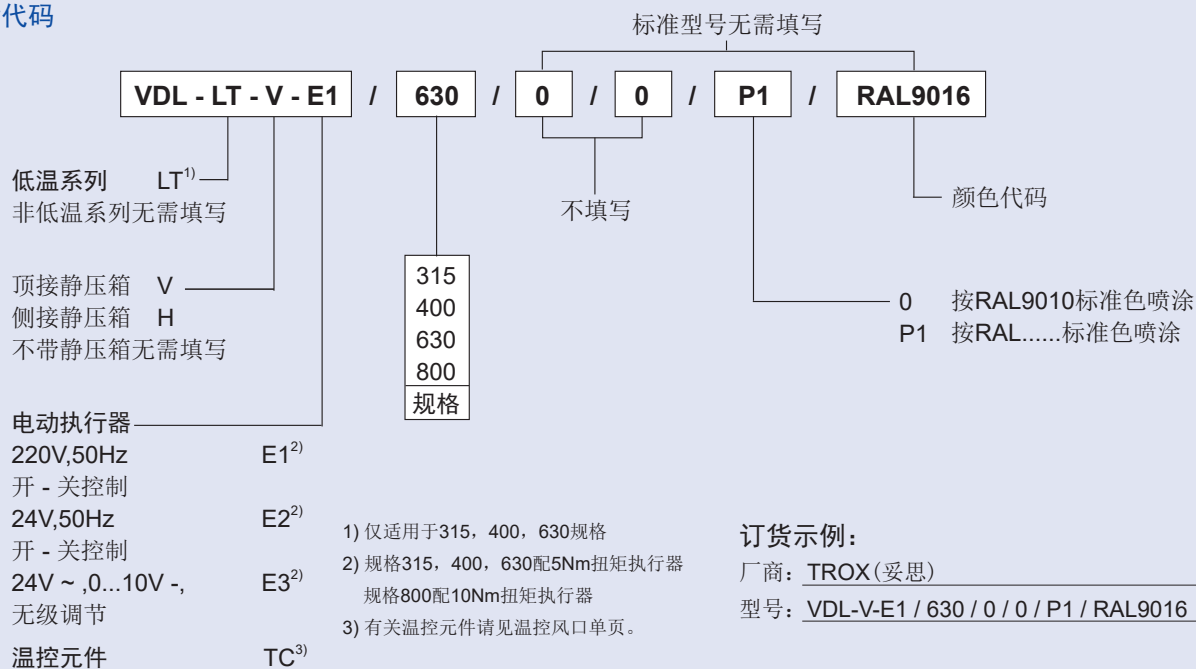 代码
标准型号无需填写
VDL - LT - V - E1 / 630 / 0 / 0 / P1 / RAL9016
低温系列 LT1)
非低温系列无需填写
不填写
颜色代码
顶接静压箱 V
侧接静压箱 H
不带静压箱无需填写
315
400
630
800
规格
0 按RAL9010标准色喷涂
P1 按RAL......标准色喷涂
电动执行器
220V,50Hz E12)
开 - 关控制
24V,50Hz E22)
开 - 关控制
24V ~ ,0...10V -, E32)
无级调节
温控元件 TC3)
1) 仅适用于315，400，630规格
2) 规格315，400，630配5Nm扭矩执行器
规格800配10Nm扭矩执行器
3) 有关温控元件请见温控风口单页。
订货示例：
厂商：TROX(妥思)
型号：VDL-V-E1 / 630 / 0 / 0 / P1 / RAL9016